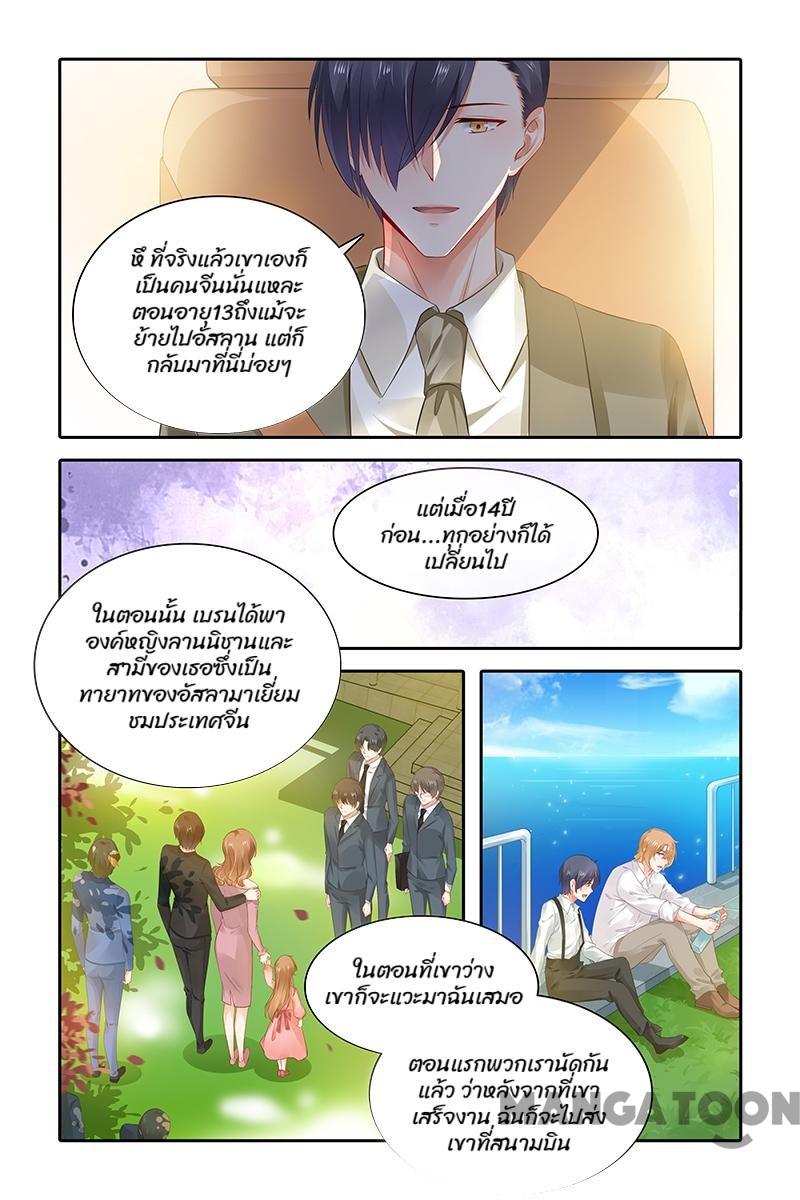 หึ ที่จริงแล้วเขาเองก็
เป็นคนจีนนั่นแหละ
ตอนอายุ13ถึงแม้จะ
ย้ายไปอัสลาน แต่ก็
กลับมาที่นี่บ่อยๆ
แต่เมื่อ14ปี
ก่อน...ทุกอย่างก็ได้
เปลี่ยนไป
ในตอนนั้น เบรนได้พา
องค์หญิงลานนิชานและ
สามีของเธอซึ่งเป็น
ทายาทของอัสลามาเยี่ยม
ชมประเทศจีน
ในตอนที่เขาว่าง
เขาก็จะแวะมาฉันเสมอ
ตอนแรกพวกเรานัดกัน
แล้ว ว่าหลังจากที่เขา
เสร็จงาน ฉันก็จะไปส่ง
เขาที่สนามบิน
MANGATOON